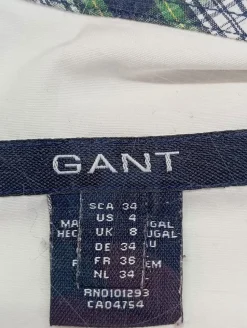 GANT
SCA 34
US 4
UK 8
DE 34
FR 36
NL 34
RN0101293
CA04754